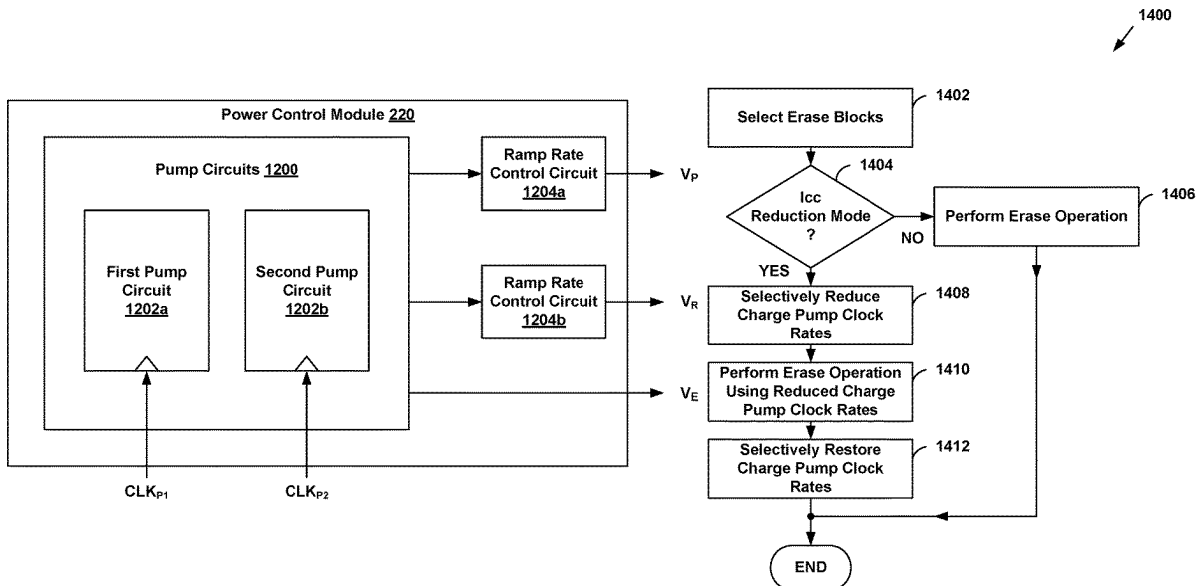 1400
Power Control Module 220
Pump Circuits 1200
First Pump
Circuit
1202a
Second Pump
Circuit
1202b
Ramp Rate
Control Circuit
1204a
Ramp Rate
Control Circuit
1204b
VP
VR
VE
CLKP1
CLKP2
Select Erase Blocks
1402
1404
Icc
Reduction Mode
?
NO
YES
Perform Erase Operation
1406
Selectively Reduce
Charge Pump Clock
Rates
1408
Perform Erase Operation
Using Reduced Charge
Pump Clock Rates
1410
Selectively Restore
Charge Pump Clock
Rates
1412
END